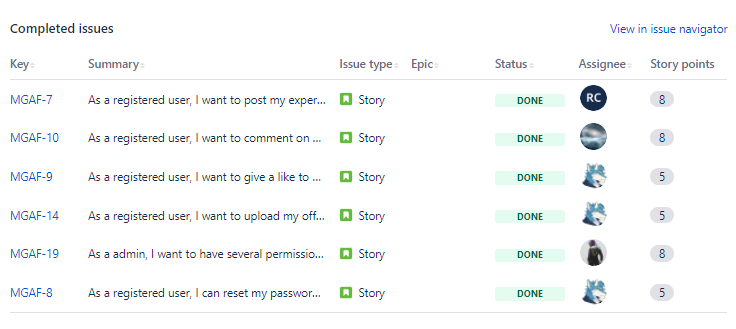 Completed issues View in issue navigator
Key Summary Issue type Epic Status Assignee Story points
MGAF-7 As a registered user, I want to post my exper... Story DONE RC 8
MGAF-10 As a registered user, I want to comment on ... Story DONE 8
MGAF-9 As a registered user, I want to give a like to ... Story DONE 5
MGAF-14 As a registered user, I want to upload my off... Story DONE 5
MGAF-19 As a admin, I want to have several permissio... Story DONE 8
MGAF-8 As a registered user, I can reset my passwor... Story DONE 5